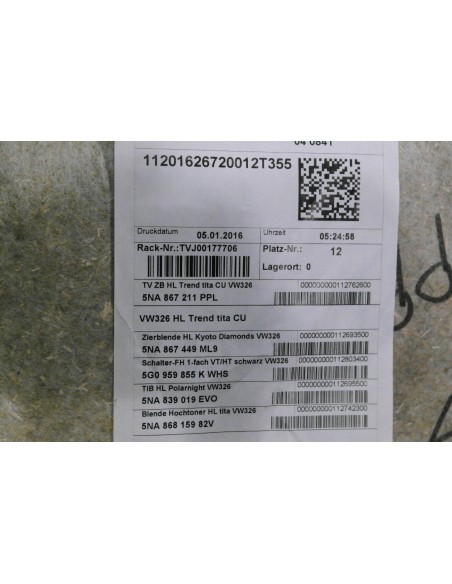 04 0841
11201626720012T355
Druckdatum 05.01.2016 Uhrzeit 05:24:58
Rack-Nr.:TVJ00177706 Platz-Nr.: 12
Lagerort: 0
TV ZB HL Trend tita CU VW326 000000000112762600
5NA 867 211 PPL
VW326 HL Trend tita CU
Zierblende HL Kyoto Diamonds VW326 000000000112693500
5NA 867 449 ML9
Schalter-FH 1-fach VT/HT schwarz VW326 000000000112803400
5G0 959 855 K WHS
TIB HL Polarnight VW326 000000000112695500
5NA 839 019 EVO
Blende Hochtoner HL tita VW326 000000000112742300
5NA 868 159 82V